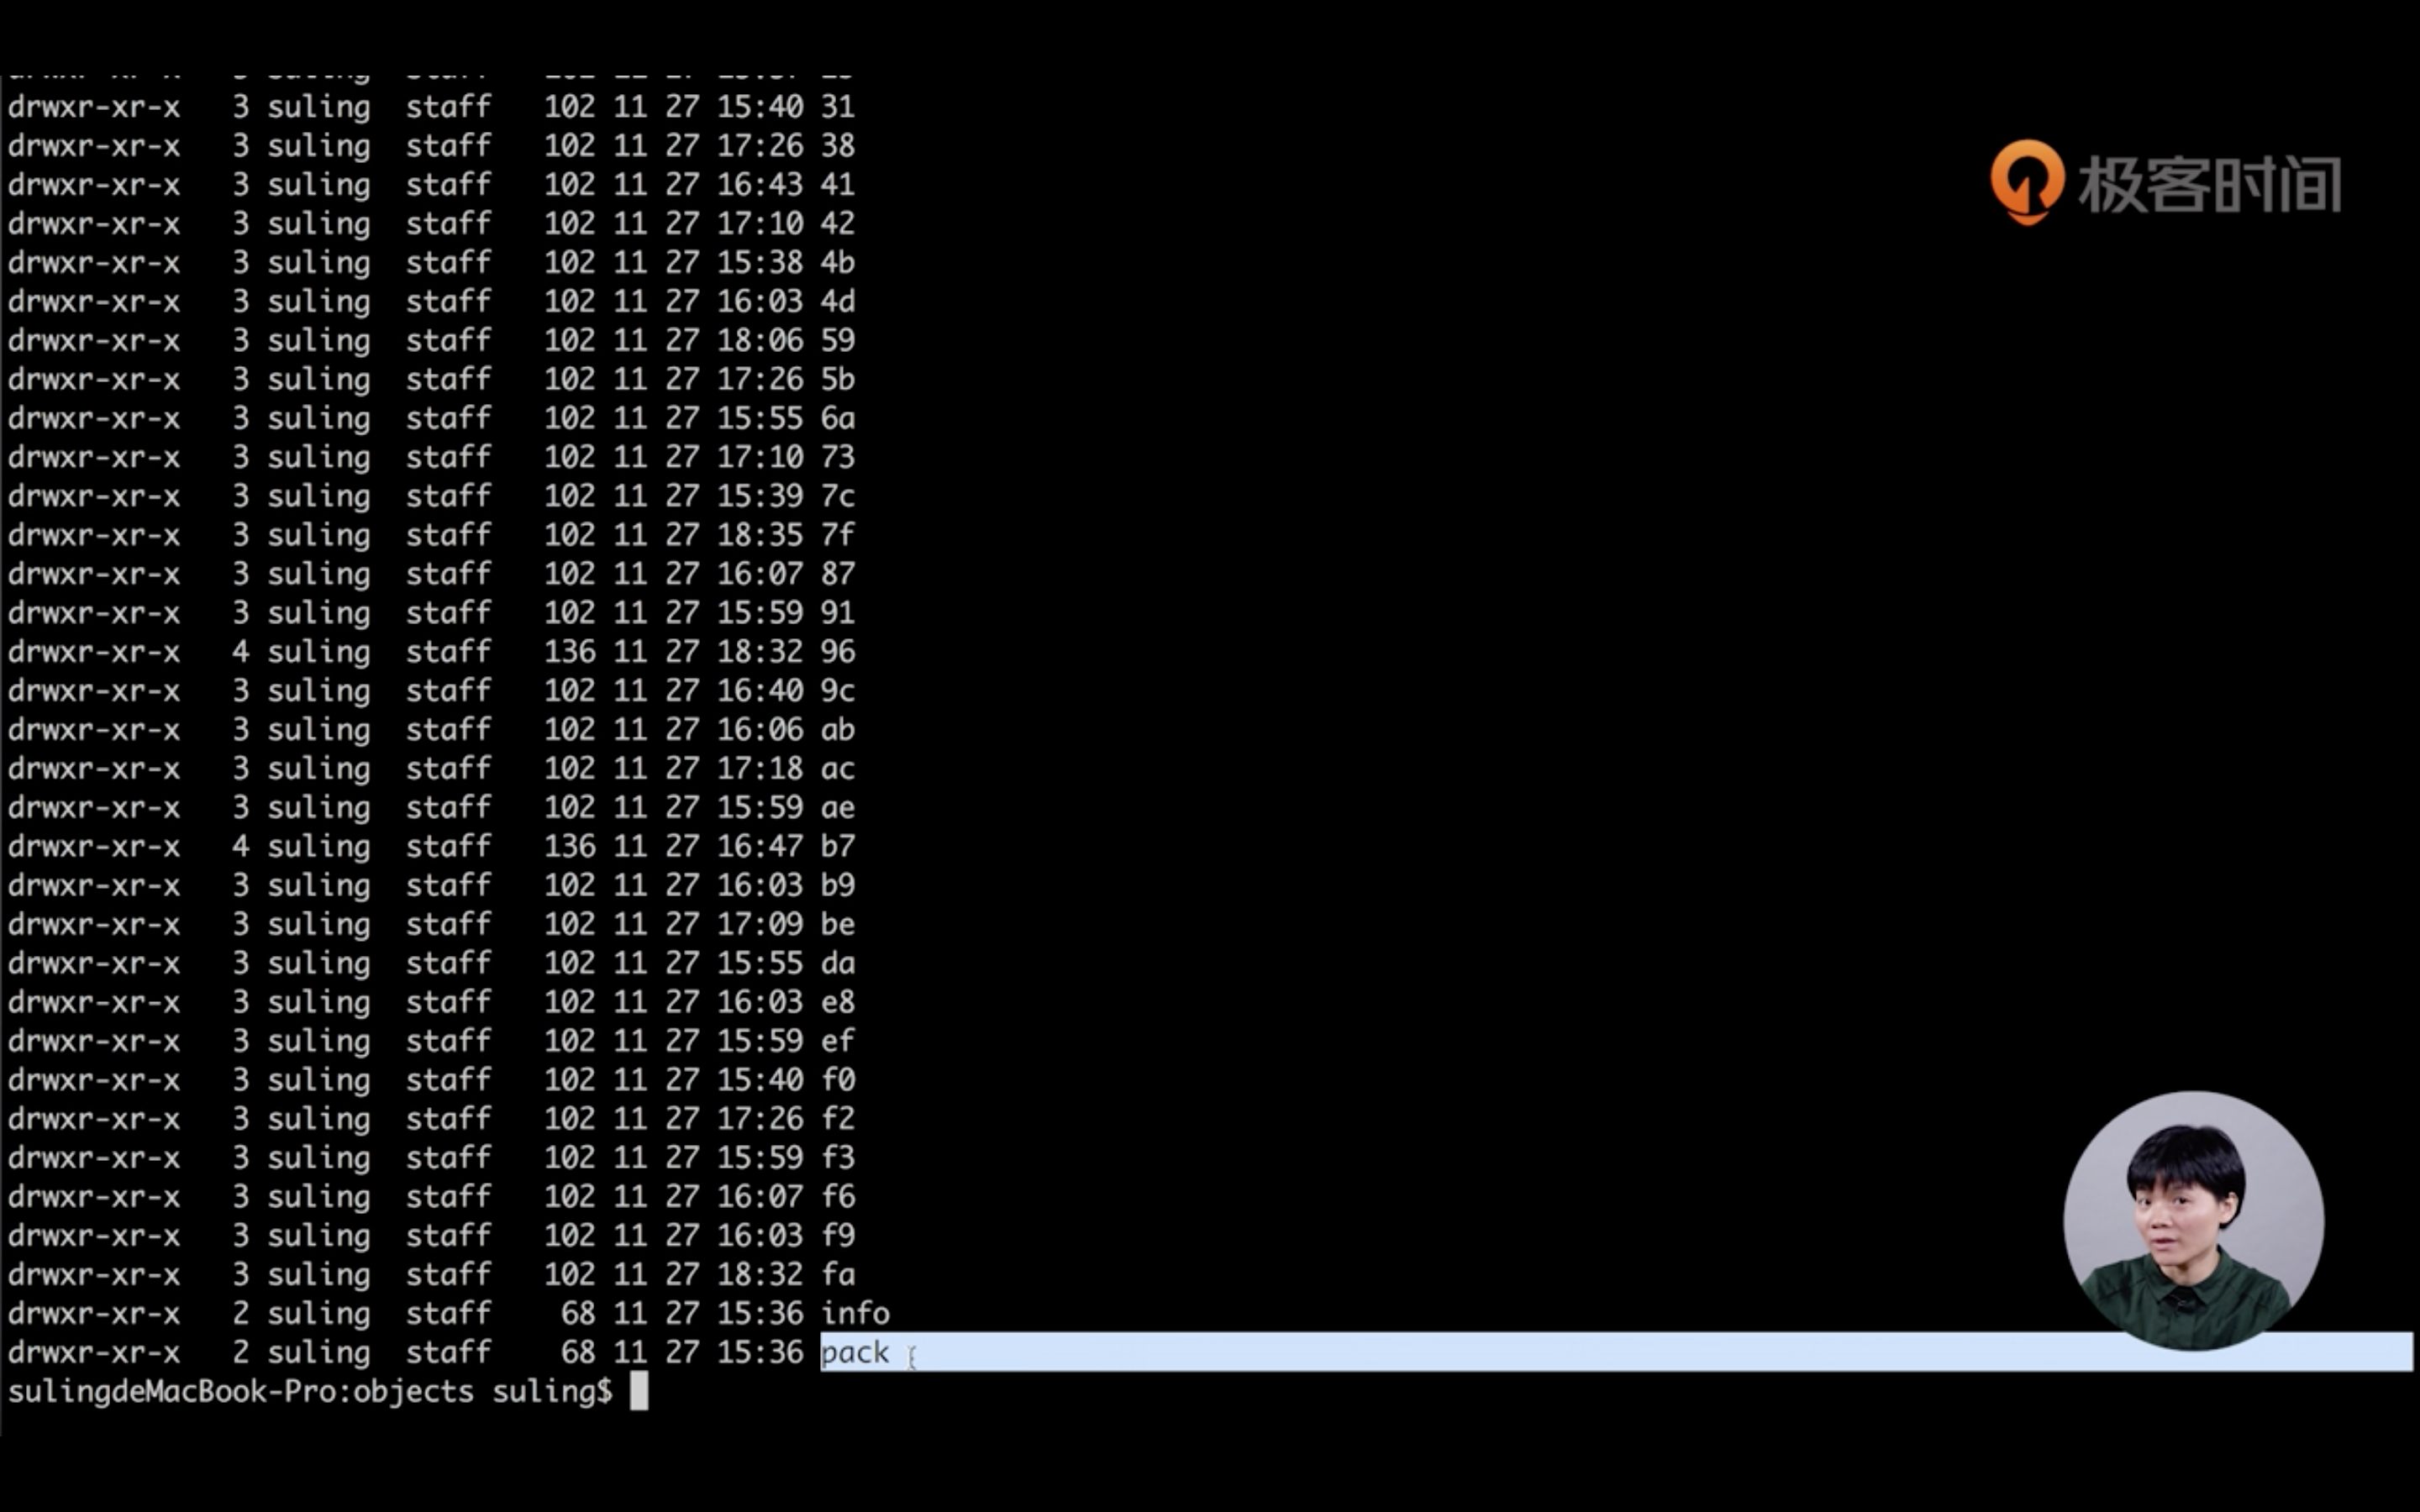 drwxr-xr-x   3 suling  staff   102 11 27 15:40 31
极客时间
drwxr-xr-x   3 suling  staff   102 11 27 17:26 38
drwxr-xr-x   3 suling  staff   102 11 27 16:43 41
drwxr-xr-x   3 suling  staff   102 11 27 17:10 42
drwxr-xr-x   3 suling  staff   102 11 27 15:38 4b
drwxr-xr-x   3 suling  staff   102 11 27 16:03 4d
drwxr-xr-x   3 suling  staff   102 11 27 18:06 59
drwxr-xr-x   3 suling  staff   102 11 27 17:26 5b
drwxr-xr-x   3 suling  staff   102 11 27 15:55 6a
drwxr-xr-x   3 suling  staff   102 11 27 17:10 73
drwxr-xr-x   3 suling  staff   102 11 27 15:39 7c
drwxr-xr-x   3 suling  staff   102 11 27 18:35 7f
drwxr-xr-x   3 suling  staff   102 11 27 16:07 87
drwxr-xr-x   3 suling  staff   102 11 27 15:59 91
drwxr-xr-x   4 suling  staff   136 11 27 18:32 96
drwxr-xr-x   3 suling  staff   102 11 27 16:40 9c
drwxr-xr-x   3 suling  staff   102 11 27 16:06 ab
drwxr-xr-x   3 suling  staff   102 11 27 17:18 ac
drwxr-xr-x   3 suling  staff   102 11 27 15:59 ae
drwxr-xr-x   4 suling  staff   136 11 27 16:47 b7
drwxr-xr-x   3 suling  staff   102 11 27 16:03 b9
drwxr-xr-x   3 suling  staff   102 11 27 17:09 be
drwxr-xr-x   3 suling  staff   102 11 27 15:55 da
drwxr-xr-x   3 suling  staff   102 11 27 16:03 e8
drwxr-xr-x   3 suling  staff   102 11 27 15:59 ef
drwxr-xr-x   3 suling  staff   102 11 27 15:40 f0
drwxr-xr-x   3 suling  staff   102 11 27 17:26 f2
drwxr-xr-x   3 suling  staff   102 11 27 15:59 f3
drwxr-xr-x   3 suling  staff   102 11 27 16:07 f6
drwxr-xr-x   3 suling  staff   102 11 27 16:03 f9
drwxr-xr-x   3 suling  staff   102 11 27 18:32 fa
drwxr-xr-x   2 suling  staff    68 11 27 15:36 info
drwxr-xr-x   2 suling  staff    68 11 27 15:36 pack
sulingdeMacBook-Pro:objects suling$